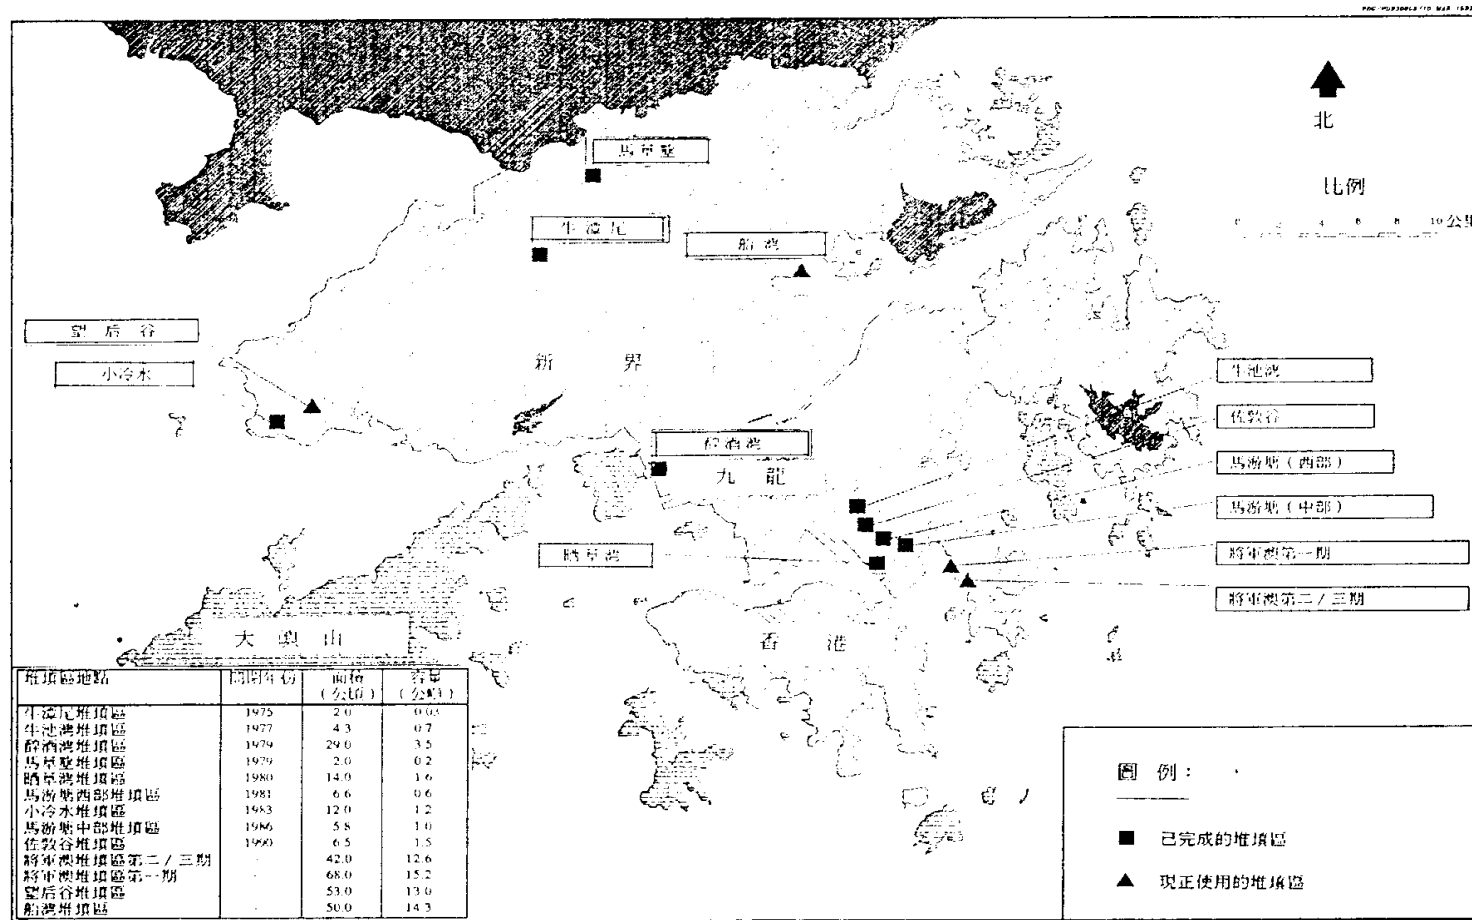 北
比例
0 2 4 6 8 10 公里
馬草壟
牛潭尾
船灣
望后谷
小冷水
新界
牛池灣
佐敦谷
醉酒灣
九龍
馬游塘(西部)
馬游塘(中部)
晒草灣
將軍澳第一期
將軍澳第二/三期
大嶼山
香港
堆填區地點 關閉年份 面積 容量
(公頃) (公噸)
牛潭尾堆填區 1975 2.0 0.03
牛池灣堆填區 1977 4.3 0.7
醉酒灣堆填區 1979 29.0 3.5
馬草壟堆填區 1979 2.0 0.2
晒草灣堆填區 1980 14.0 1.6
馬游塘西部堆填區 1981 6.6 0.6
小冷水堆填區 1983 12.0 1.2
馬游塘中部堆填區 1986 5.8 1.0
佐敦谷堆填區 1990 6.5 1.5
將軍澳堆填區第二/三期 - 42.0 12.6
將軍澳堆填區第一期 - 68.0 15.2
望后谷堆填區 53.0 13.0
船灣堆填區 - 50.0 14.3
圖例:
已完成的堆填區
現正使用的堆填區